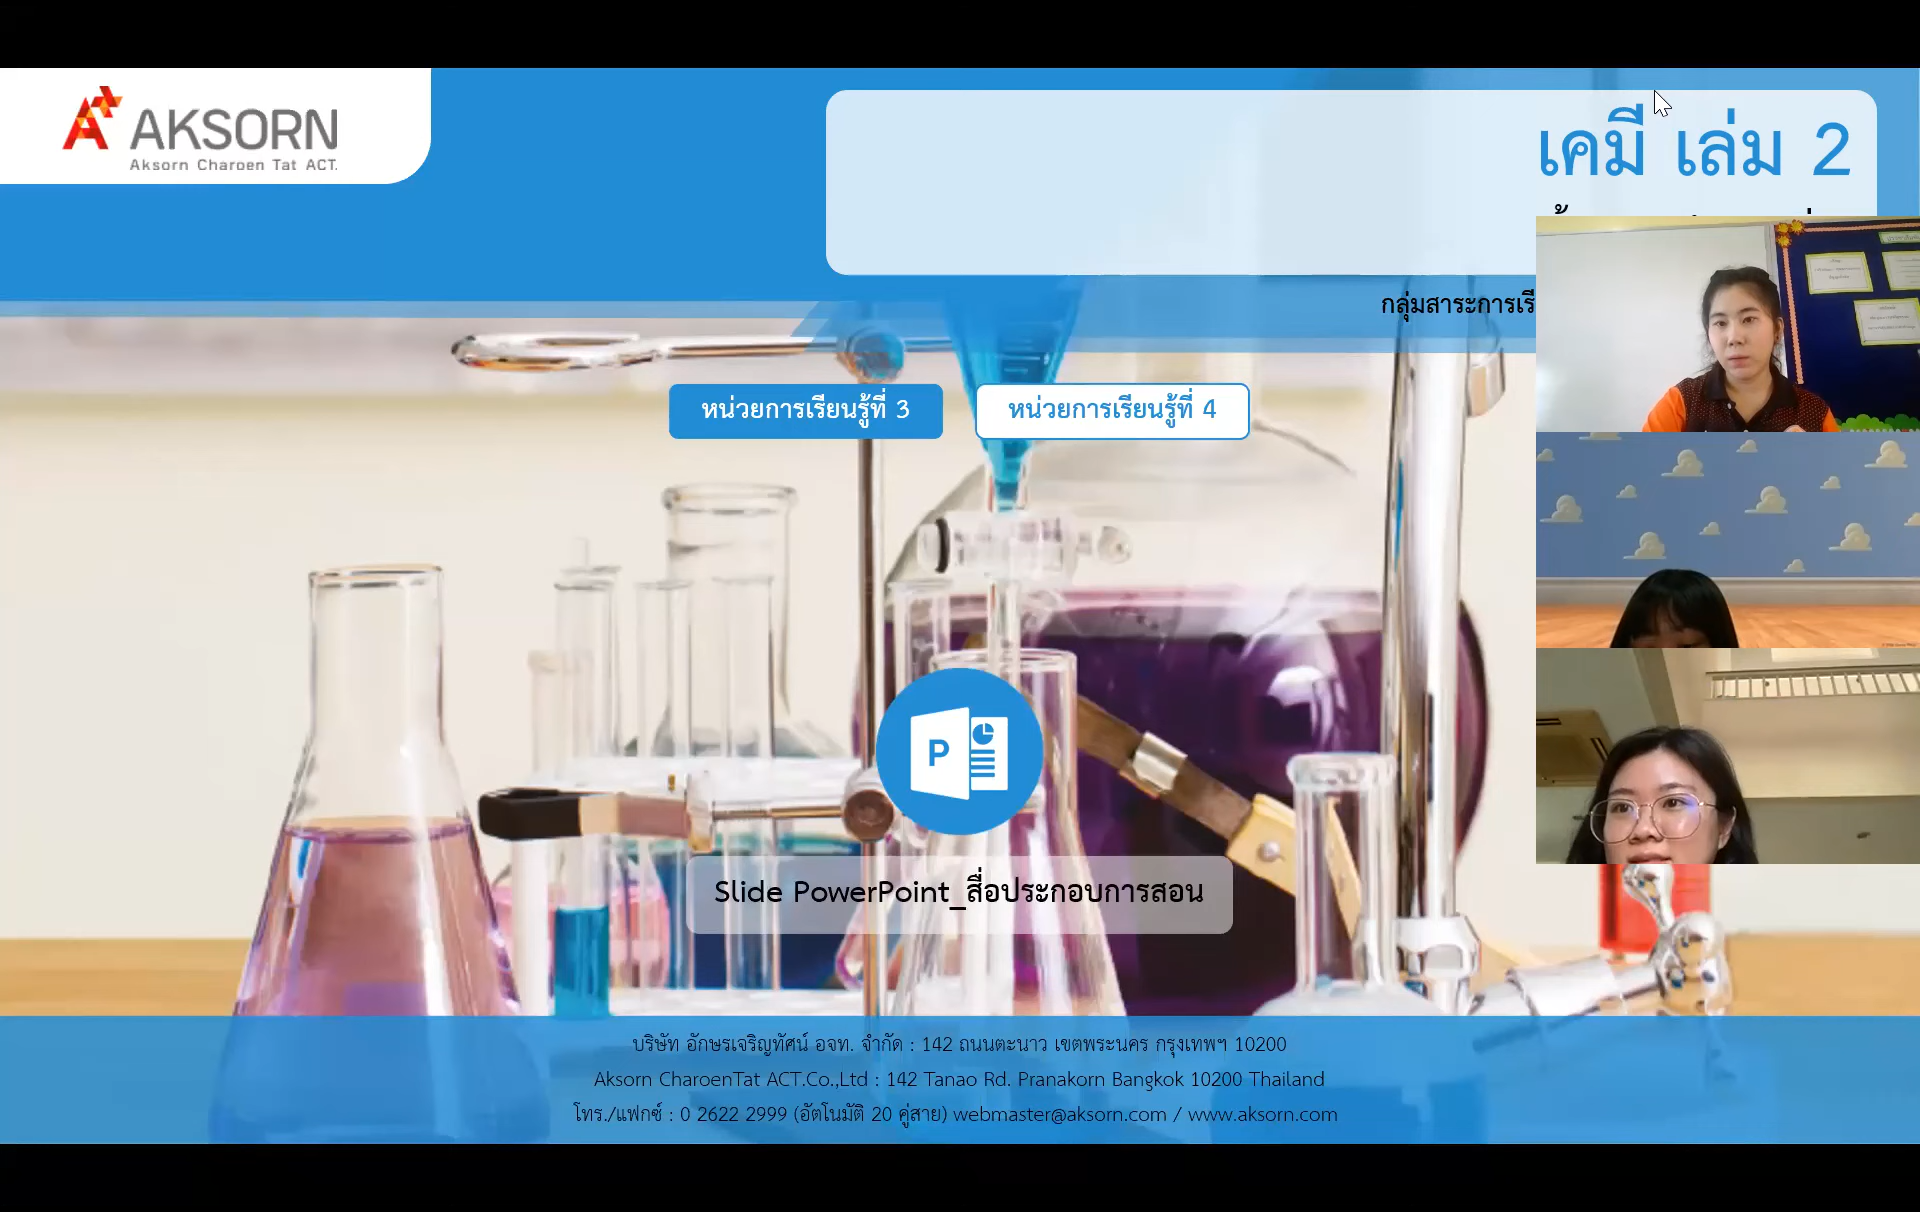 AKSORN
Aksorn Charoen Tat ACT.
เคมี เล่ม 2
กลุ่มสาระการเรี
หน่วยการเรียนรู้ที่ 3
หน่วยการเรียนรู้ที่ 4
P
Slide PowerPoint_สื่อประกอบการสอน
บริษัท อักษรเจริญทัศน์ อจท. จำกัด : 142 ถนนตะนาว เขตพระนคร กรุงเทพฯ 10200
Aksorn CharoenTat ACT.Co.,Ltd : 142 Tanao Rd. Pranakorn Bangkok 10200 Thailand
โทร./แฟกซ์ : 0 2622 2999 (อัตโนมัติ 20 คู่สาย) webmaster@aksorn.com / www.aksorn.com